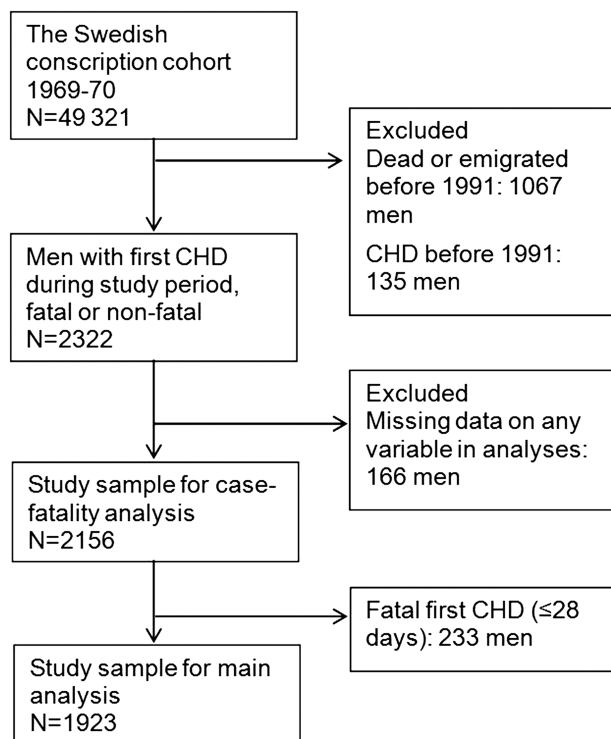 The Swedish
conscription cohort
1969-70
N=49 321
Excluded
Dead or emigrated
before 1991: 1067
men
CHD before 1991:
135 men
Men with first CHD
during study period,
fatal or non-fatal
N=2322
Excluded
Missing data on any
variable in analyses:
166 men
Study sample for case-
fatality analysis
N=2156
Fatal first CHD (≤28
days): 233 men
Study sample for main
analysis
N=1923